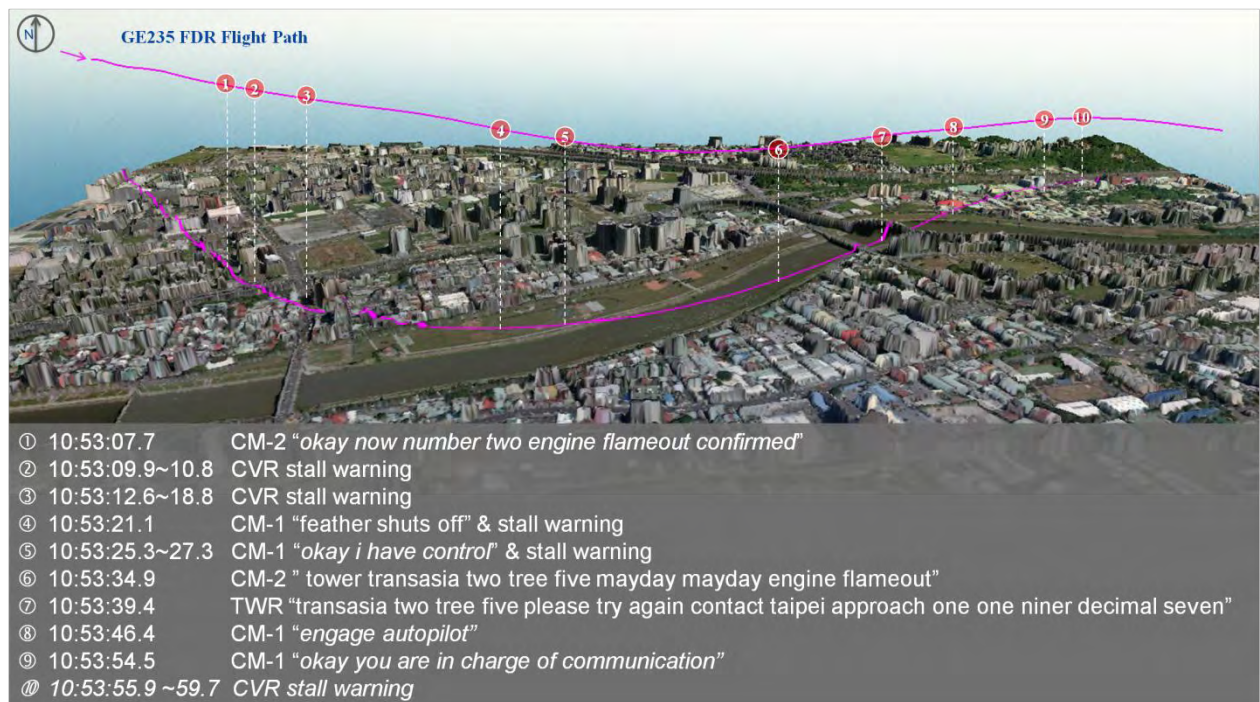 N
GE235 FDR Flight Path
1 2 3 4 5 6 7 8 9 10
① 10:53:07.7 CM-2 “okay now number two engine flameout confirmed”
② 10:53:09.9~10.8 CVR stall warning
③ 10:53:12.6~18.8 CVR stall warning
④ 10:53:21.1 CM-1 “feather shuts off” & stall warning
⑤ 10:53:25.3~27.3 CM-1 “okay i have control” & stall warning
⑥ 10:53:34.9 CM-2 ” tower transasia two tree five mayday mayday engine flameout”
⑦ 10:53:39.4 TWR “transasia two tree five please try again contact taipei approach one one niner decimal seven”
⑧ 10:53:46.4 CM-1 “engage autopilot”
⑨ 10:53:54.5 CM-1 “okay you are in charge of communication”
⑩ 10:53:55.9 ~59.7 CVR stall warning